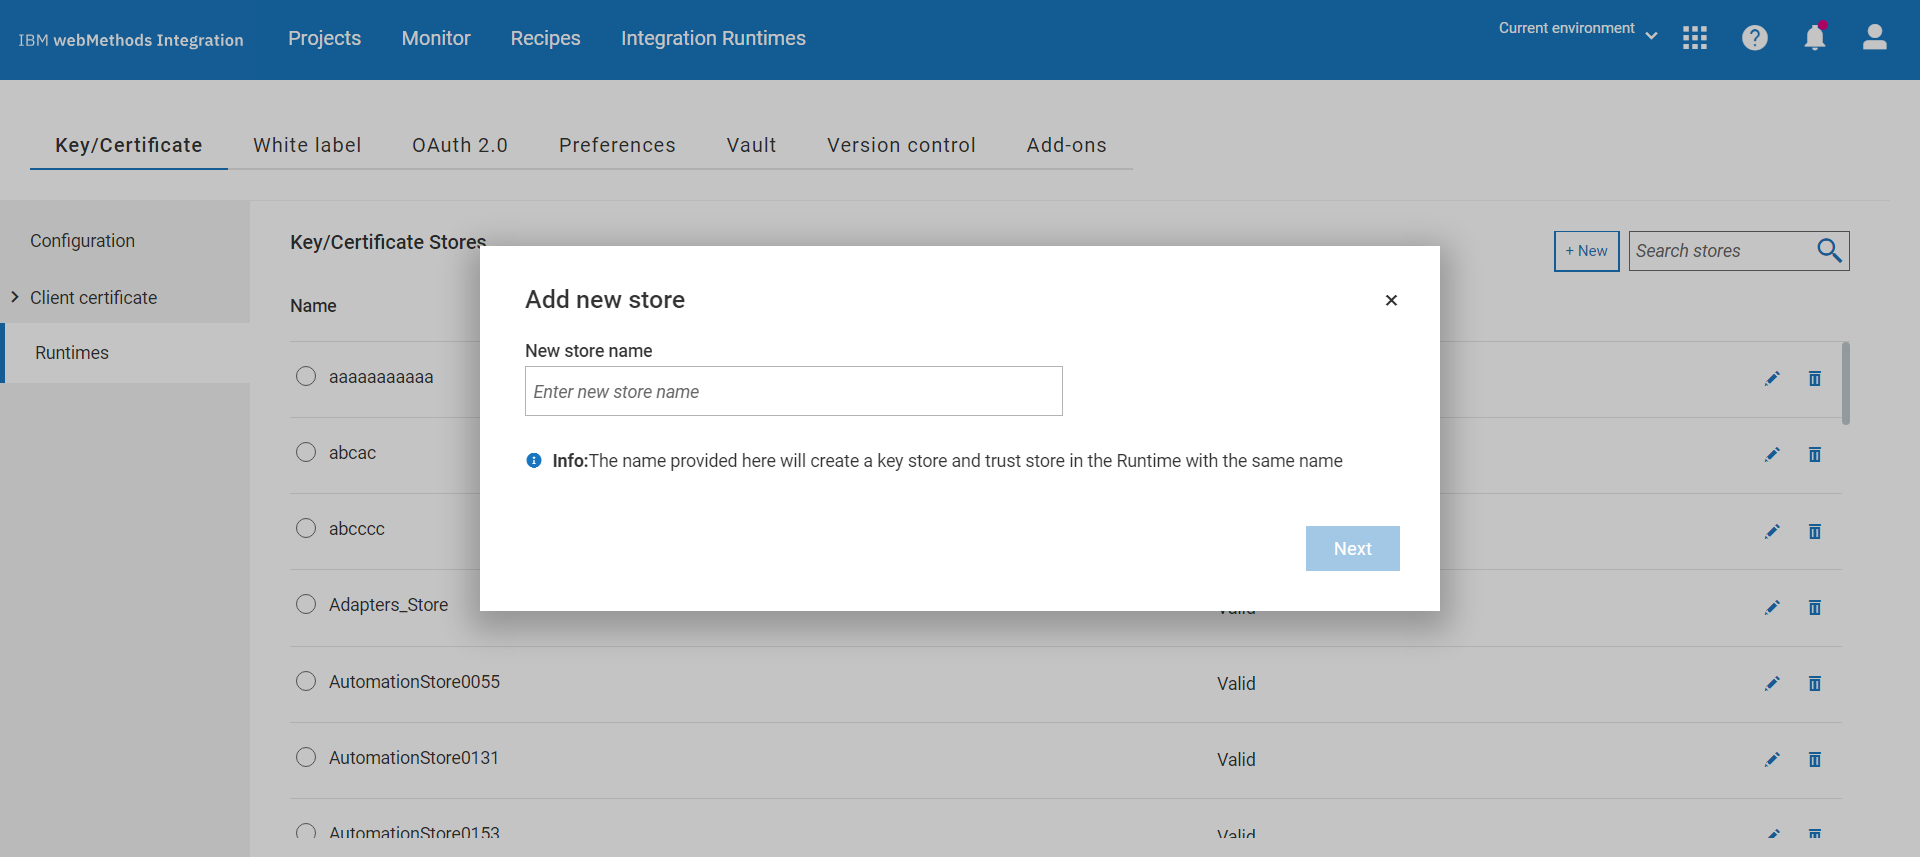 IBM webMethods Integration
Projects
Monitor
Recipes
Integration Runtimes
Current environment
Key/Certificate
White label
OAuth 2.0
Preferences
Vault
Version control
Add-ons
Configuration
Client certificate
Runtimes
Key/Certificate Stores
+ New
Search stores
Name
Add new store
×
New store name
Enter new store name
Info:The name provided here will create a key store and trust store in the Runtime with the same name
Next
aaaaaaaaaaa
abcac
abcccc
Adapters_Store
Valid
AutomationStore0055
Valid
AutomationStore0131
Valid
AutomationStore0153
Valid